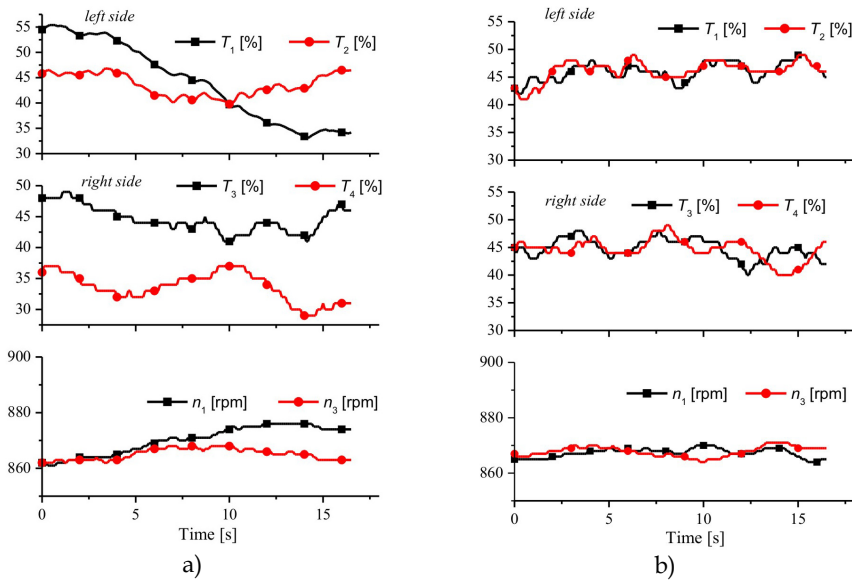 left side
T1 [%] T2 [%]
55
50
45
40
35
30
25
right side
T3 [%] T4 [%]
50
45
40
35
30
n1 [rpm] n3 [rpm]
900
880
860
0 5 10 15
Time [s]
a)
left side
T1 [%] T2 [%]
55
50
45
40
35
30
right side
T3 [%] T4 [%]
55
50
45
40
35
30
n1 [rpm] n3 [rpm]
900
880
860
0 5 10 15
Time [s]
b)